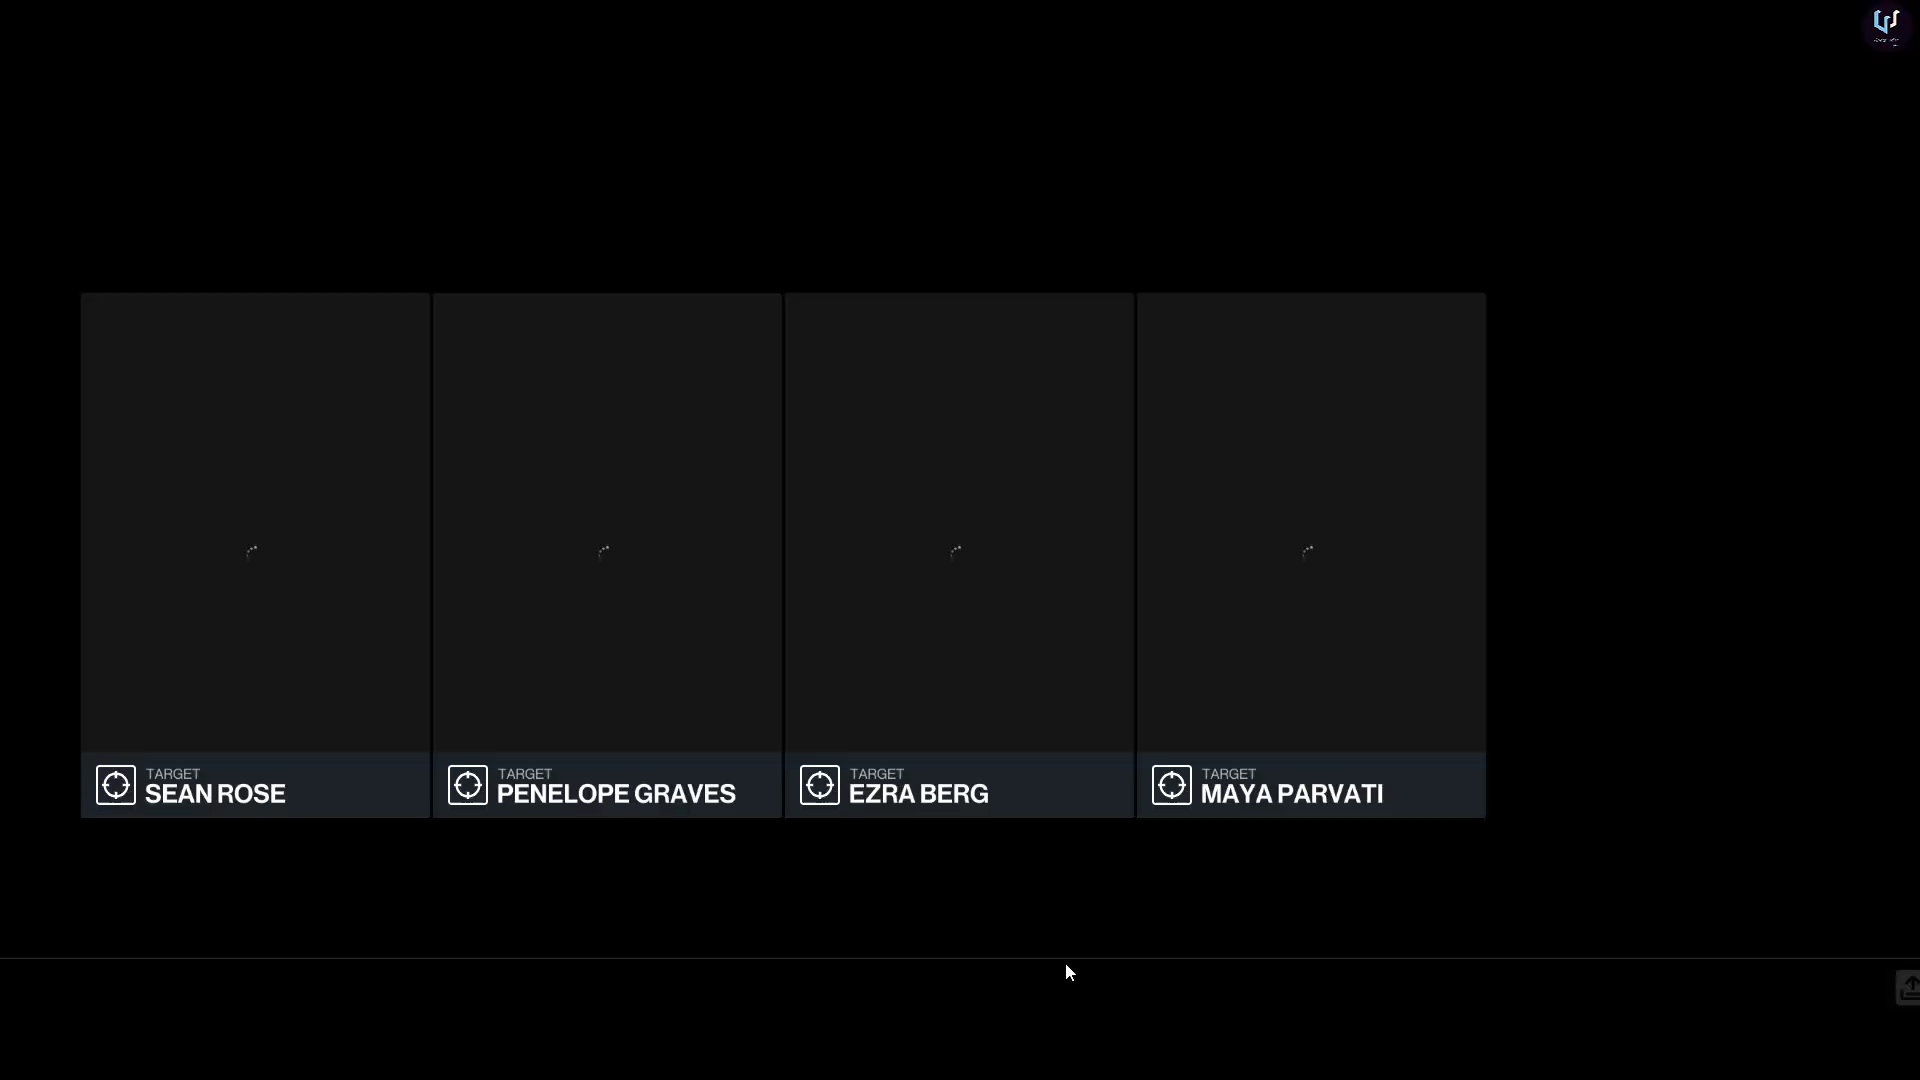 TARGET
SEAN ROSE
TARGET
PENELOPE GRAVES
TARGET
EZRA BERG
TARGET
MAYA PARVATI